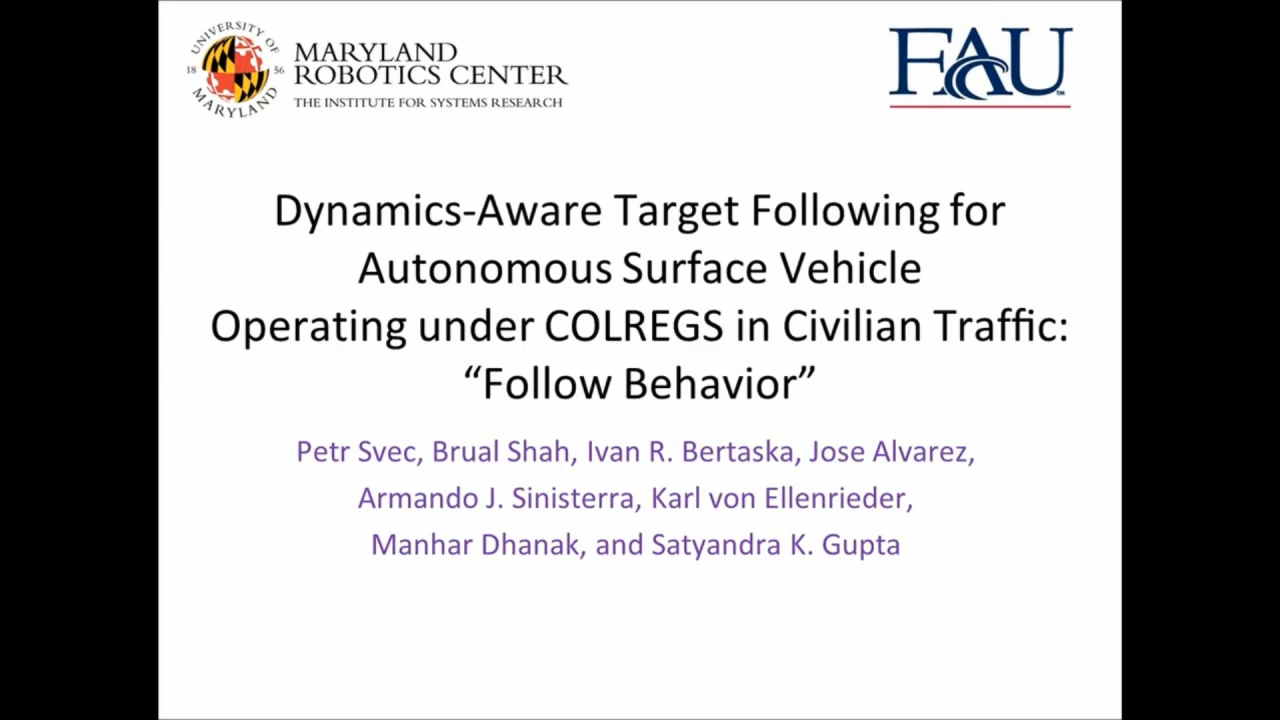 UNIVERSITY OF
18 56
MARYLAND
MARYLAND
ROBOTICS CENTER
THE INSTITUTE FOR SYSTEMS RESEARCH
FAU
TM
Dynamics-Aware Target Following for
Autonomous Surface Vehicle
Operating under COLREGS in Civilian Traffic:
“Follow Behavior”
Petr Svec, Brual Shah, Ivan R. Bertaska, Jose Alvarez,
Armando J. Sinisterra, Karl von Ellenrieder,
Manhar Dhanak, and Satyandra K. Gupta